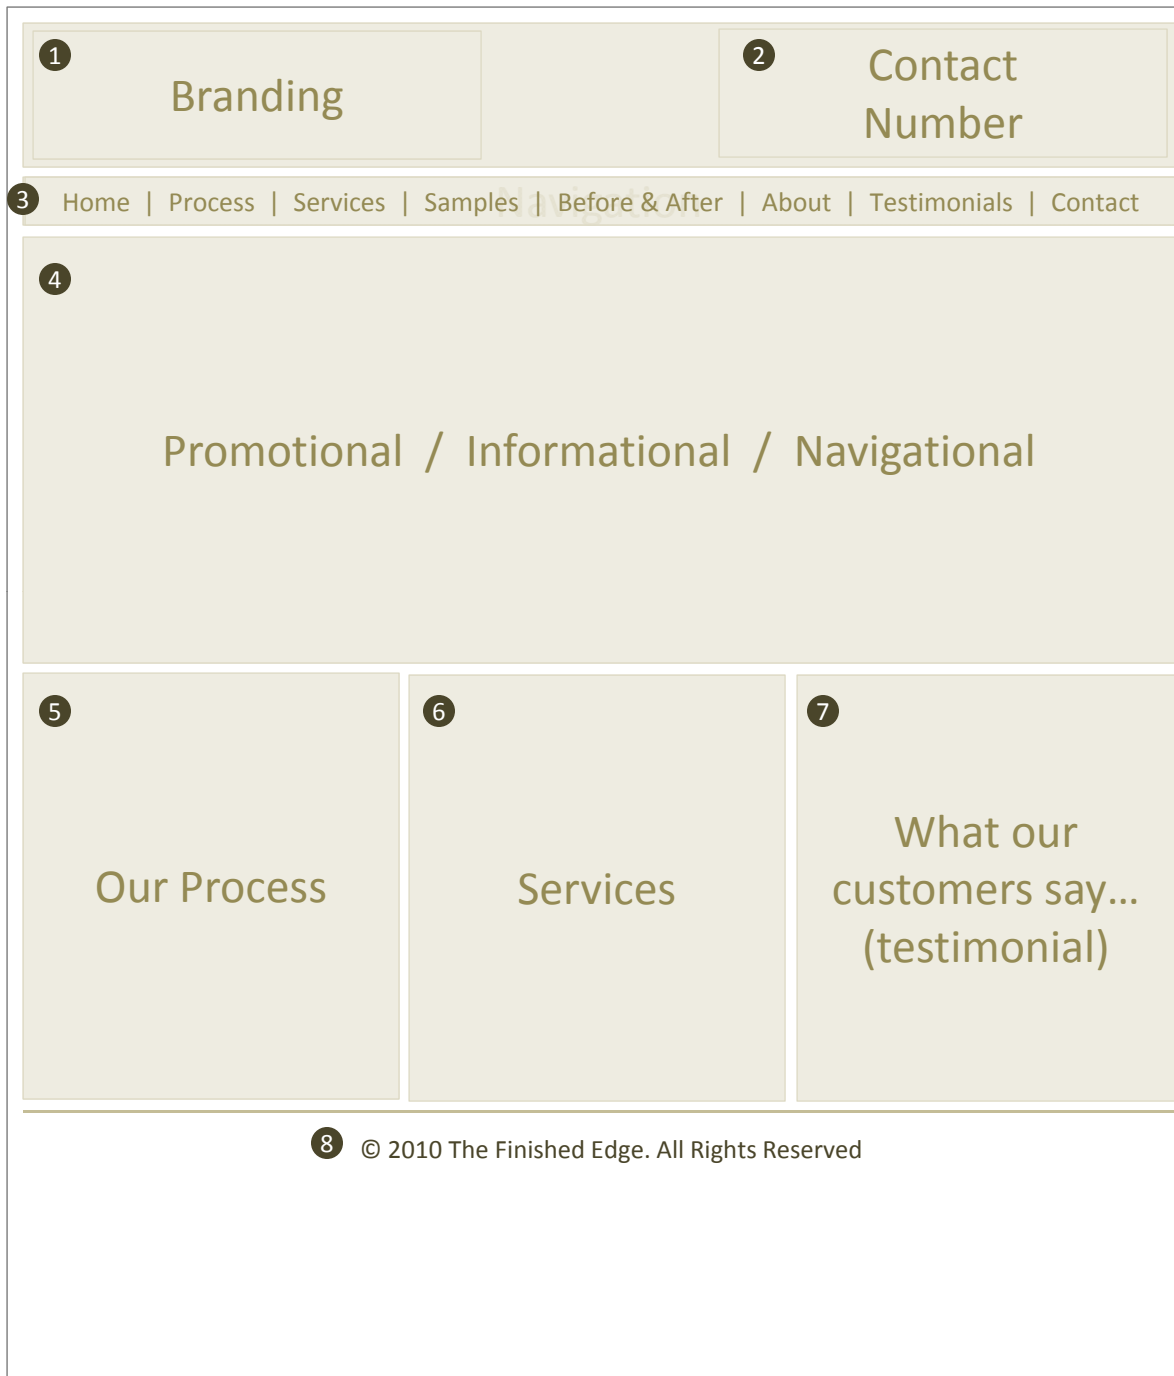 1
Branding
2
Contact
Number
3
Navigation
Home | Process | Services | Samples | Before & After | About | Testimonials | Contact
4
Promotional / Informational / Navigational
5
Our Process
6
Services
7
What our
customers say...
(testimonial)
8 © 2010 The Finished Edge. All Rights Reserved